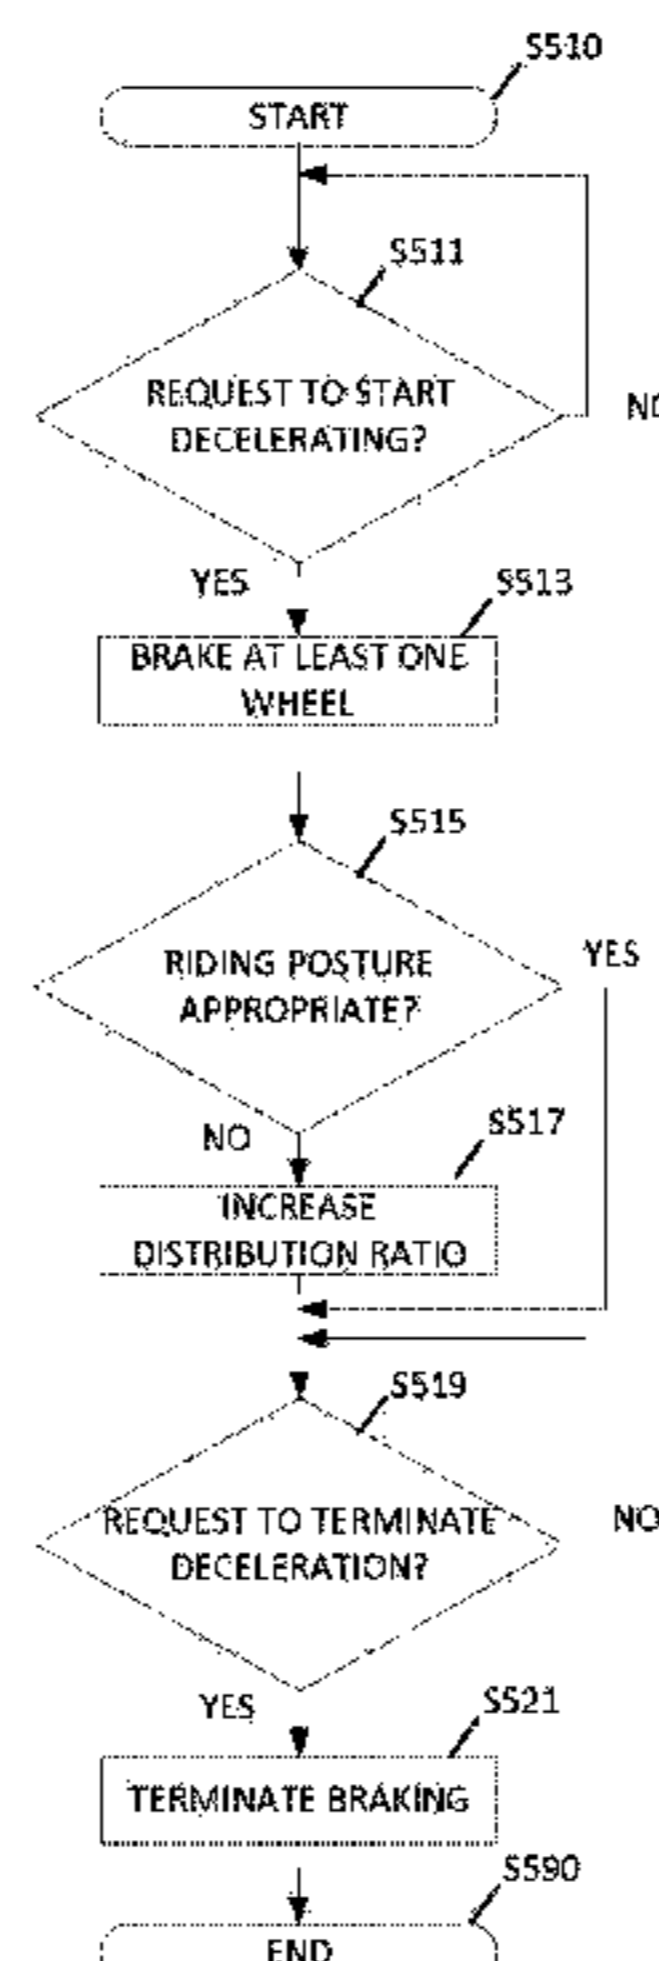 S510
START
S511
REQUEST TO START
DECELERATING?
NO
YES
S513
BRAKE AT LEAST ONE
WHEEL
S515
RIDING POSTURE
APPROPRIATE?
YES
NO
S517
INCREASE
DISTRIBUTION RATIO
S519
REQUEST TO TERMINATE
DECELERATION?
NO
YES
S521
TERMINATE BRAKING
S590
END